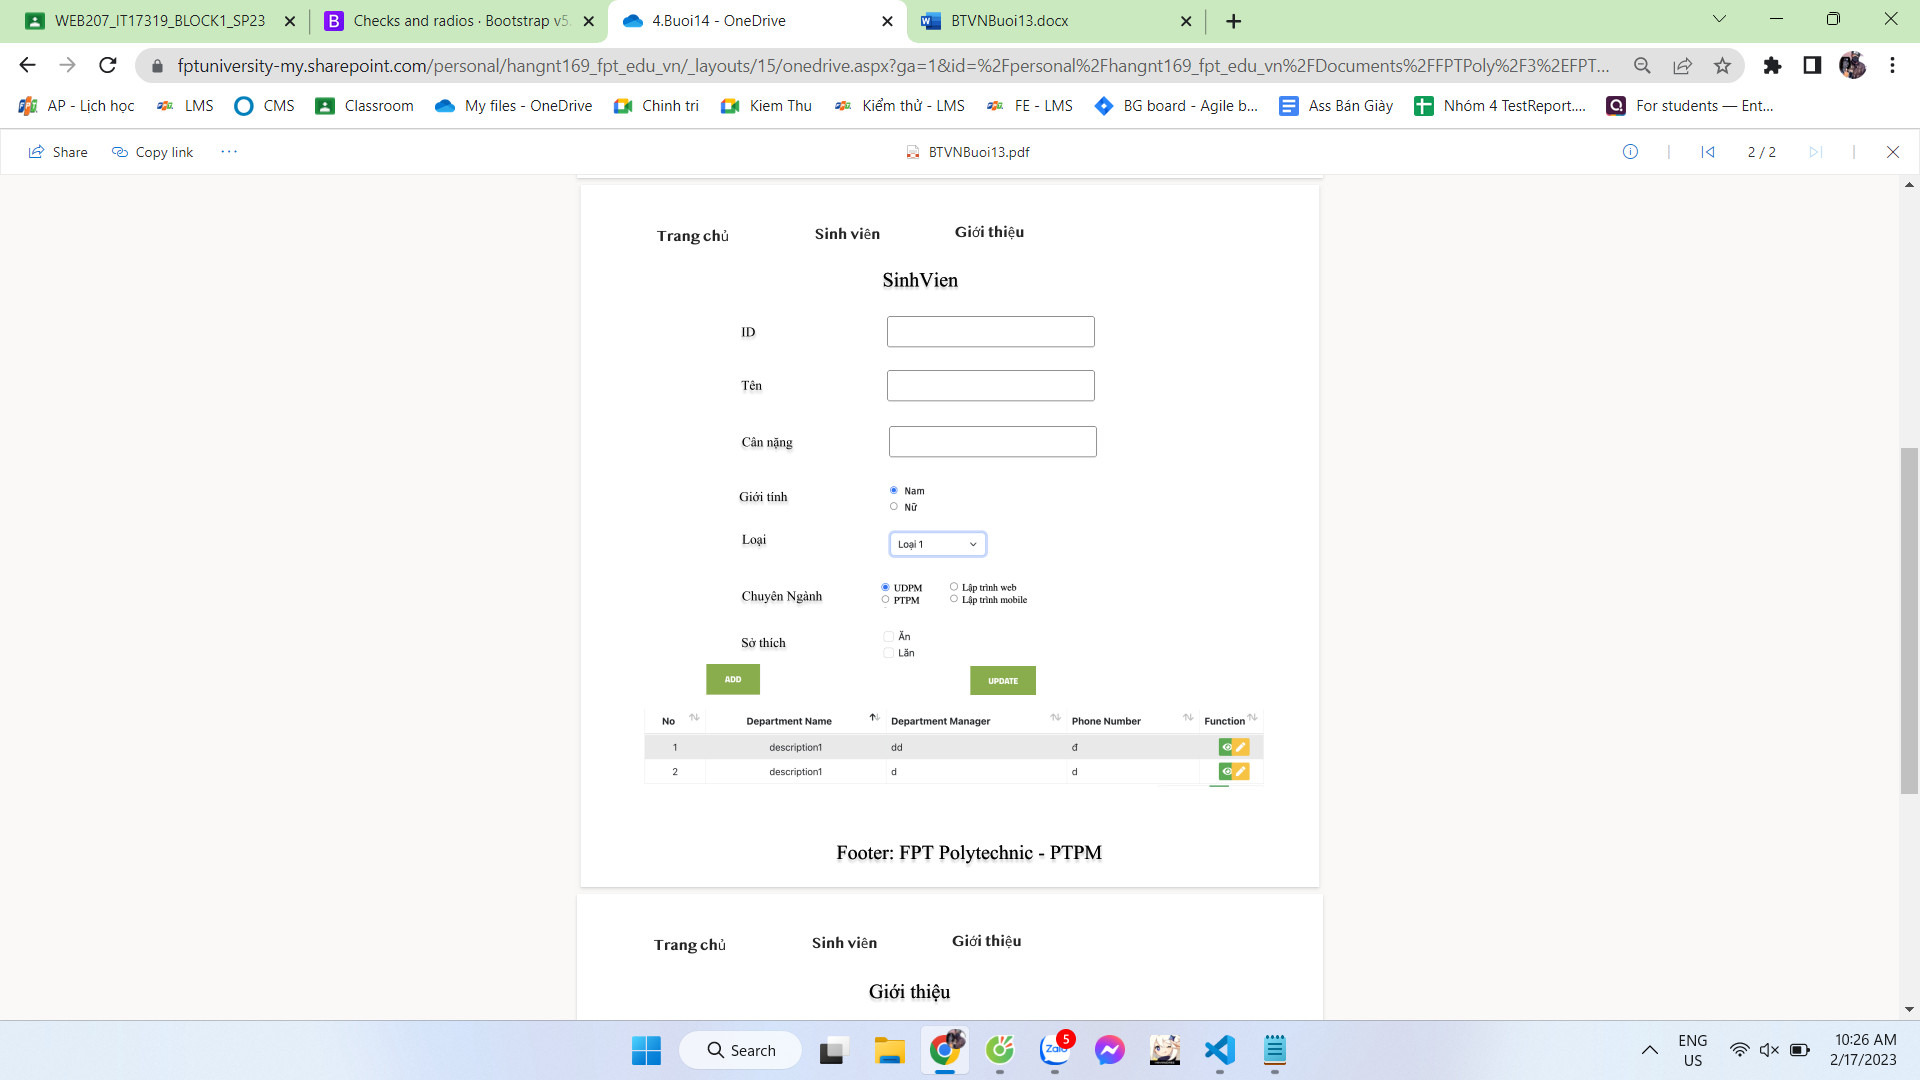 WEB207_IT17319_BLOCK1_SP23
Checks and radios · Bootstrap v5.
4.Buoi14 - OneDrive
BTVNBuoi13.docx
fptuniversity-my.sharepoint.com/personal/hangnt169_fpt_edu_vn/_layouts/15/onedrive.aspx?ga=1&id=%2Fpersonal%2Fhangnt169_fpt_edu_vn%2FDocuments%2FFPTPoly%2F3%2EFPT...
AP - Lịch học
LMS
CMS
Classroom
My files - OneDrive
Chinh tri
Kiem Thu
Kiểm thử - LMS
FE - LMS
BG board - Agile b...
Ass Bán Giày
Nhóm 4 TestReport....
For students — Ent...
Share
Copy link
...
BTVNBuoi13.pdf
2 / 2
Trang chủ
Sinh viên
Giới thiệu
SinhVien
ID
Tên
Cân nặng
Giới tính
Nam
Nữ
Loại
Loại 1
Chuyên Ngành
UDPM
Lập trình web
PTPM
Lập trình mobile
Sở thích
Ăn
Lăn
ADD
UPDATE
No
Department Name
Department Manager
Phone Number
Function
1
description1
dd
đ
2
description1
d
d
Footer: FPT Polytechnic - PTPM
Trang chủ
Sinh viên
Giới thiệu
Giới thiệu
Search
Zalo
5
ENG
US
10:26 AM
2/17/2023